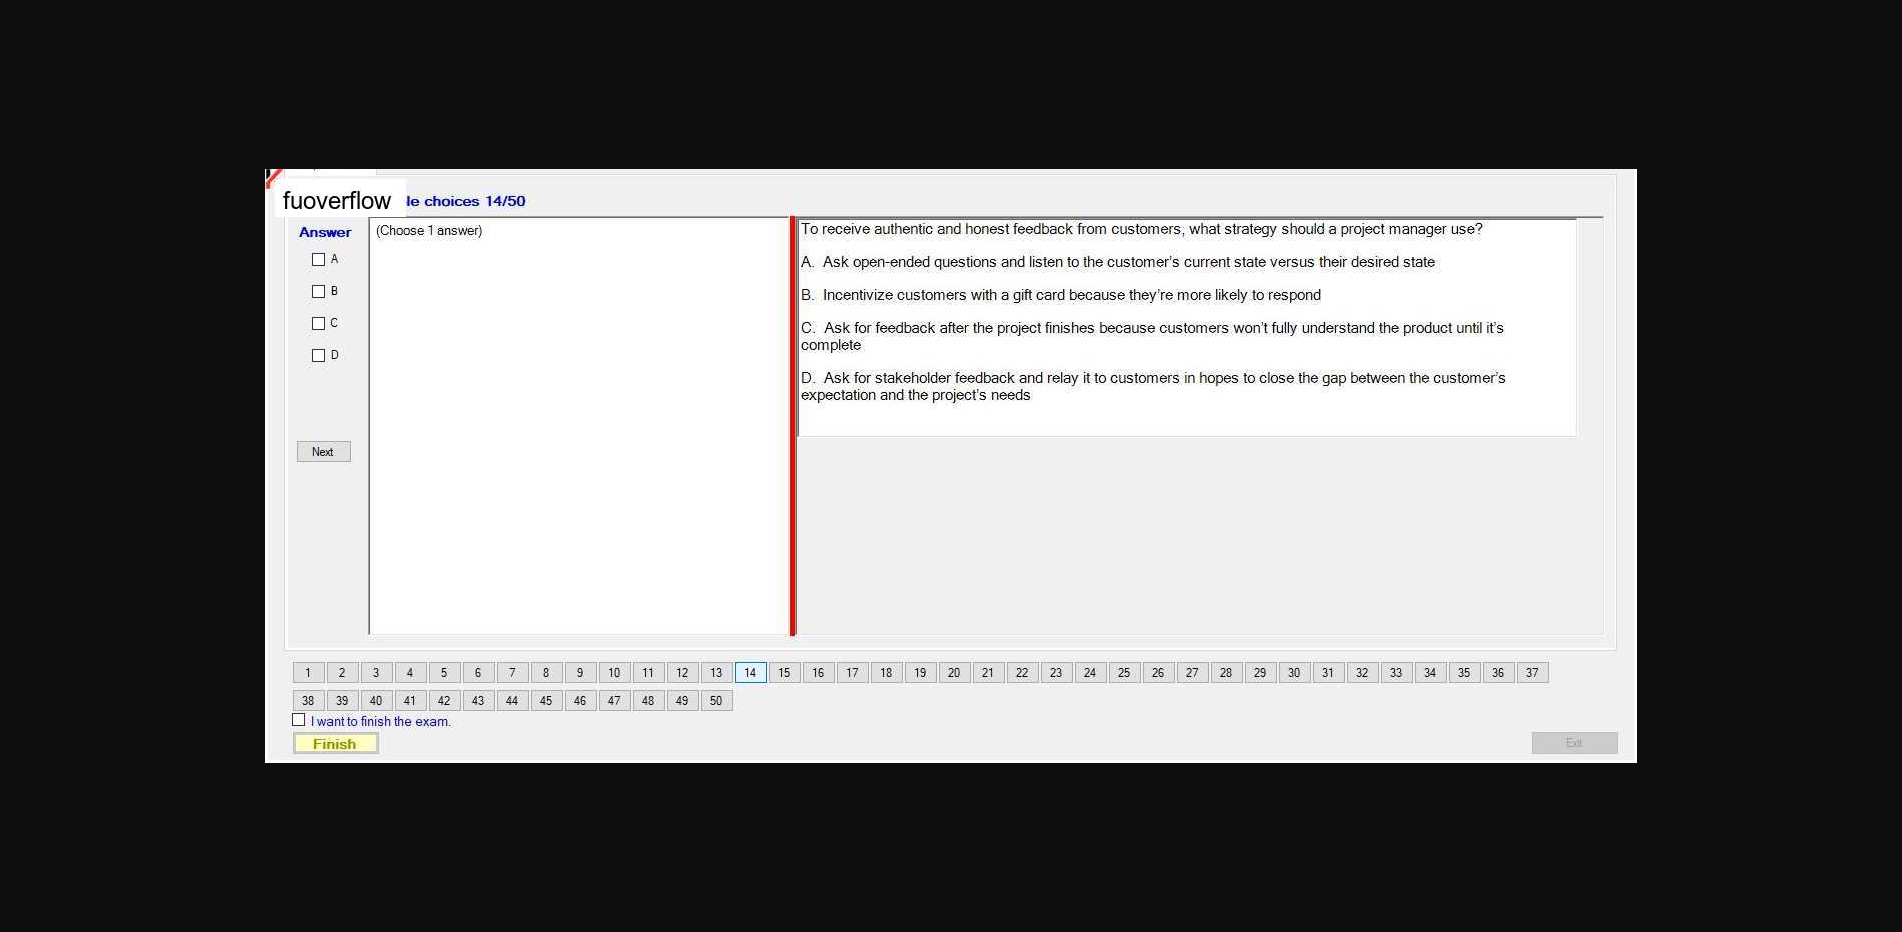 fuoverflow
le choices 14/50
Answer
(Choose 1 answer)
A
B
C
D
Next
To receive authentic and honest feedback from customers, what strategy should a project manager use?
A. Ask open-ended questions and listen to the customer's current state versus their desired state
B. Incentivize customers with a gift card because they're more likely to respond
C. Ask for feedback after the project finishes because customers won't fully understand the product until it's
complete
D. Ask for stakeholder feedback and relay it to customers in hopes to close the gap between the customer's
expectation and the project's needs
1 2 3 4 5 6 7 8 9 10 11 12 13 14 15 16 17 18 19 20 21 22 23 24 25 26 27 28 29 30 31 32 33 34 35 36 37
38 39 40 41 42 43 44 45 46 47 48 49 50
I want to finish the exam.
Finish
Exit